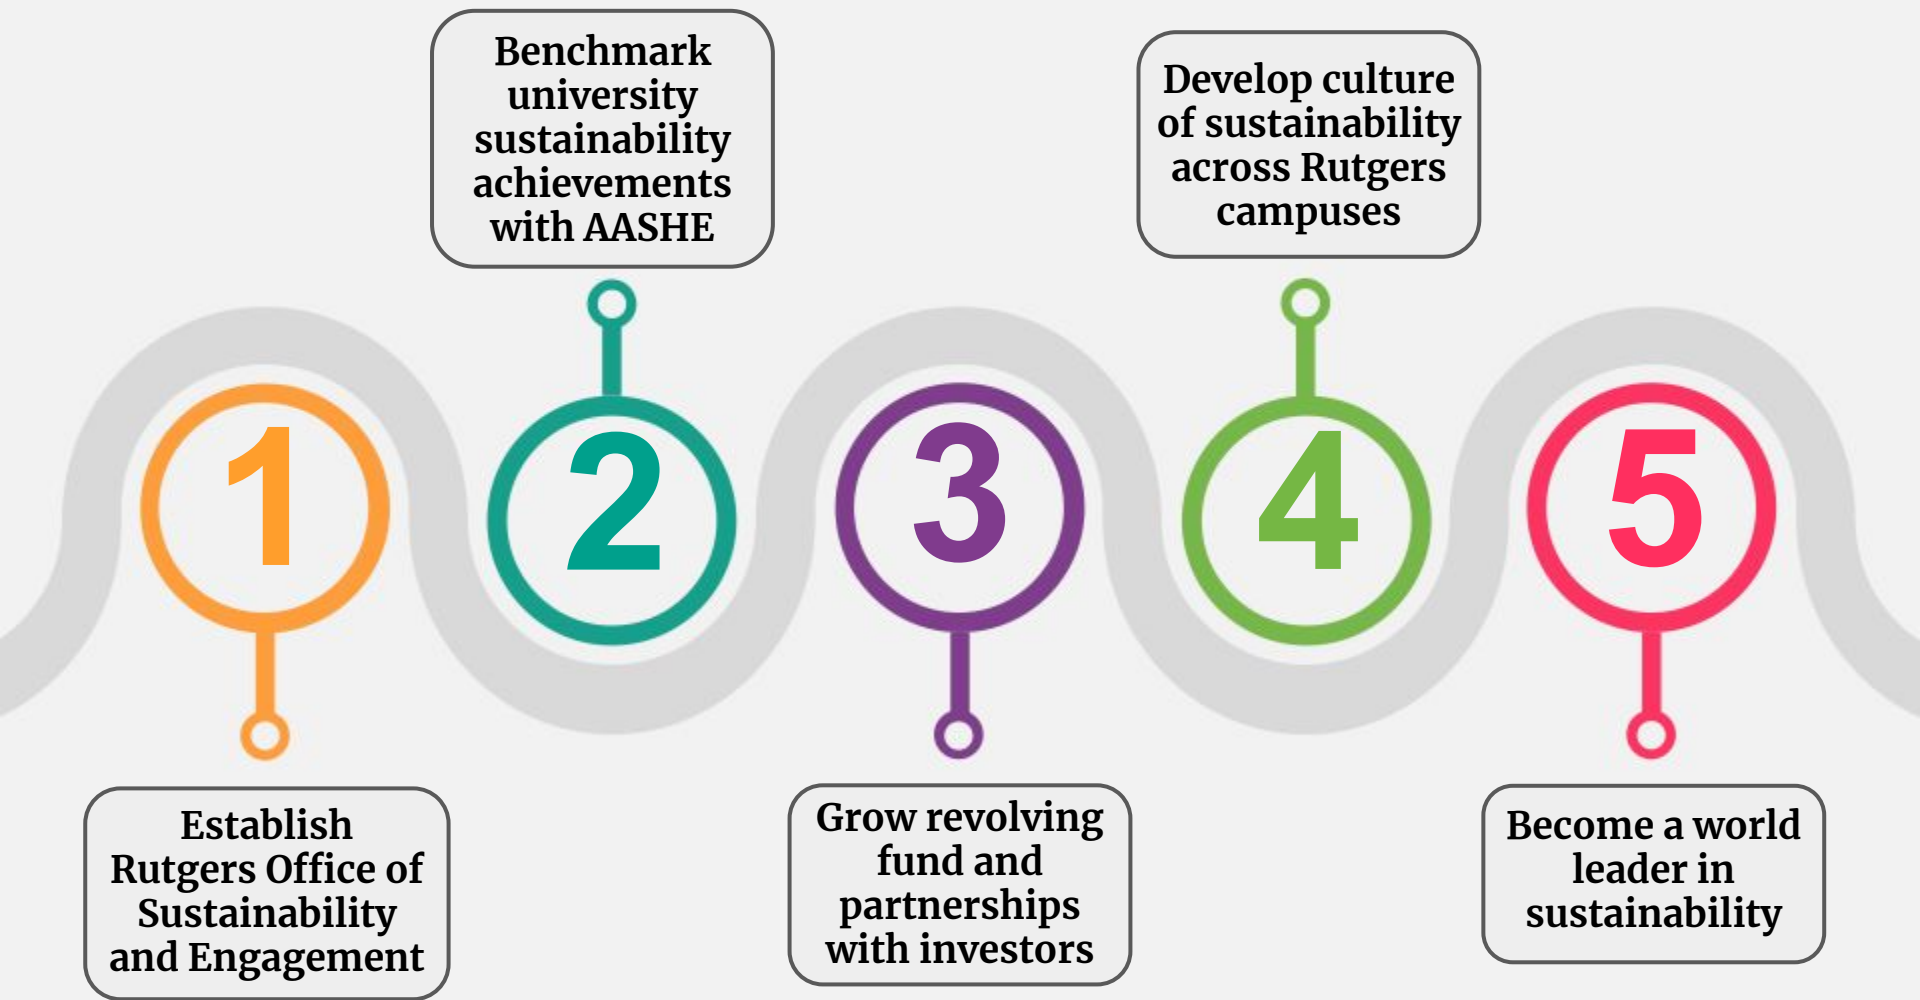 1
Establish
Rutgers Office of
Sustainability
and Engagement
2
Benchmark
university
sustainability
achievements
with AASHE
3
Grow revolving
fund and
partnerships
with investors
4
Develop culture
of sustainability
across Rutgers
campuses
5
Become a world
leader in
sustainability